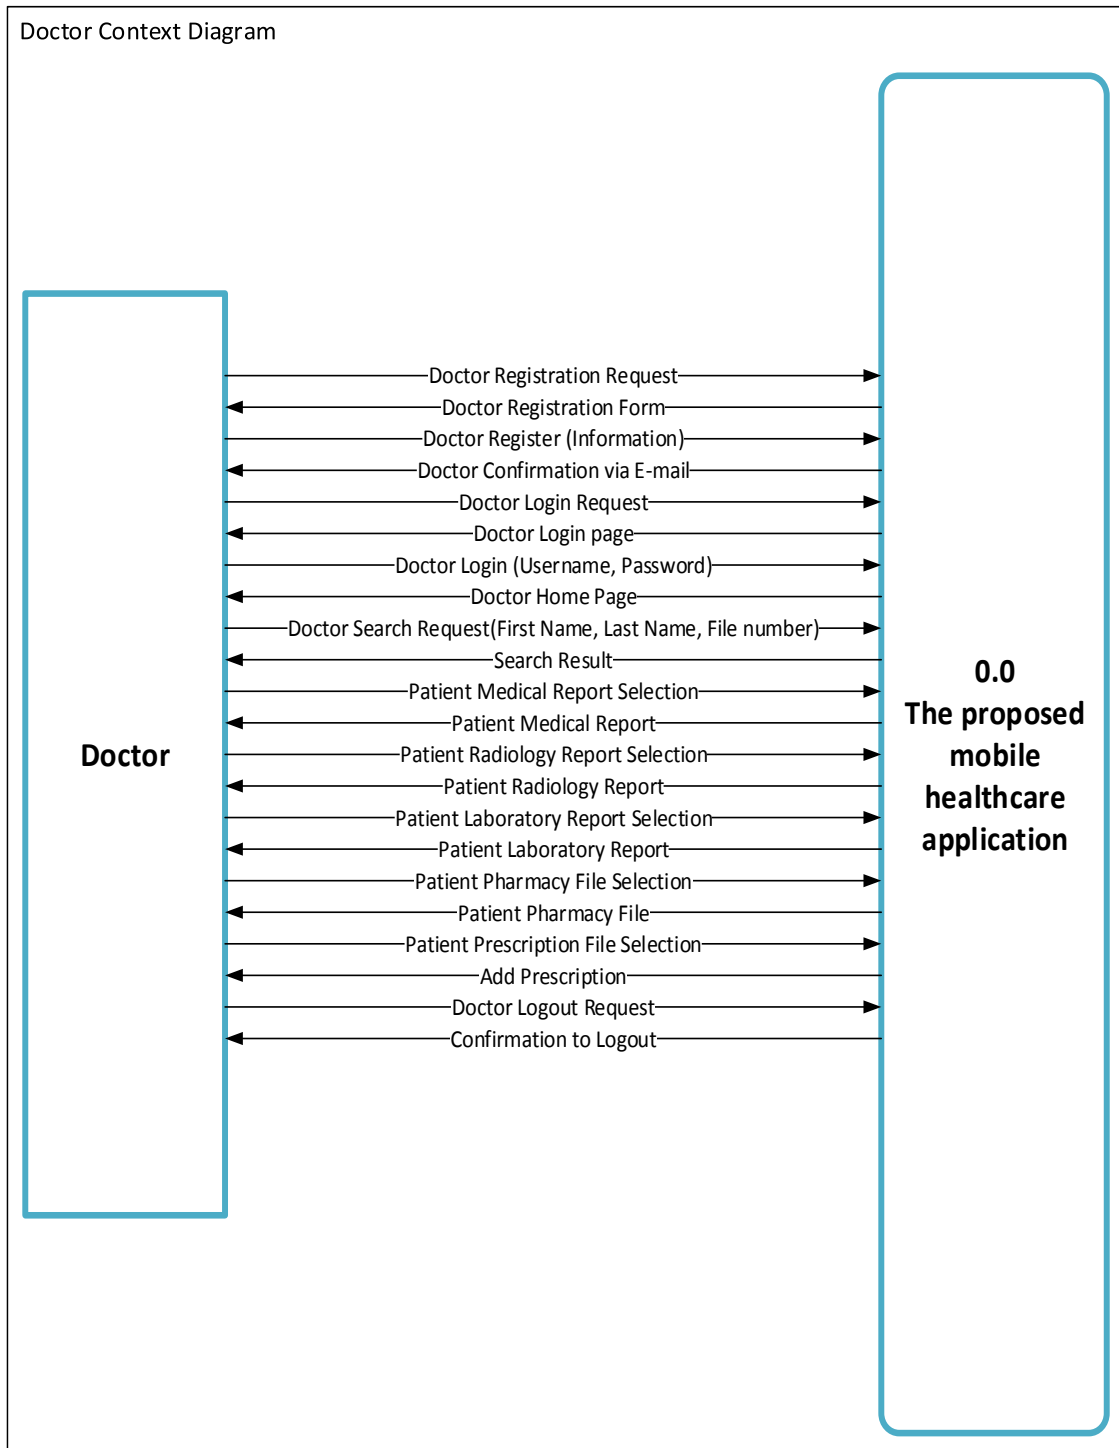 Doctor Context Diagram
Doctor Registration Request
Doctor Registration Form
Doctor Register (Information)
Doctor Confirmation via E-mail
Doctor Login Request
Doctor Login page
Doctor Login (Username, Password)
Doctor Home Page
Doctor Search Request(First Name, Last Name, File number)
Search Result
Patient Medical Report Selection
Patient Medical Report
Patient Radiology Report Selection
Patient Radiology Report
Patient Laboratory Report Selection
Patient Laboratory Report
Patient Pharmacy File Selection
Patient Pharmacy File
Patient Prescription File Selection
Add Prescription
Doctor Logout Request
Confirmation to Logout
Doctor
0.0
The proposed
mobile
healthcare
application